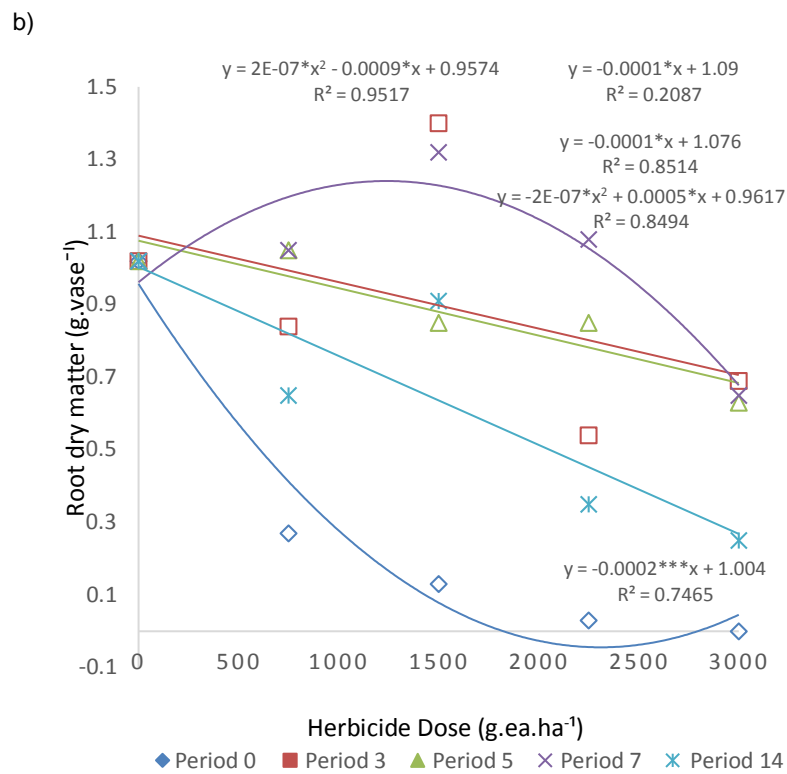 b)
y = 2E-07*x² - 0.0009*x + 0.9574
R² = 0.9517
y = -0.0001*x + 1.09
R² = 0.2087
y = -0.0001*x + 1.076
R² = 0.8514
y = -2E-07*x² + 0.0005*x + 0.9617
R² = 0.8494
y = -0.0002***x + 1.004
R² = 0.7465
1.5
1.3
1.1
0.9
0.7
0.5
0.3
0.1
-0.1
Root dry matter (g.vase⁻¹)
0 500 1000 1500 2000 2500 3000
Herbicide Dose (g.ea.ha⁻¹)
Period 0 Period 3 Period 5 Period 7 Period 14